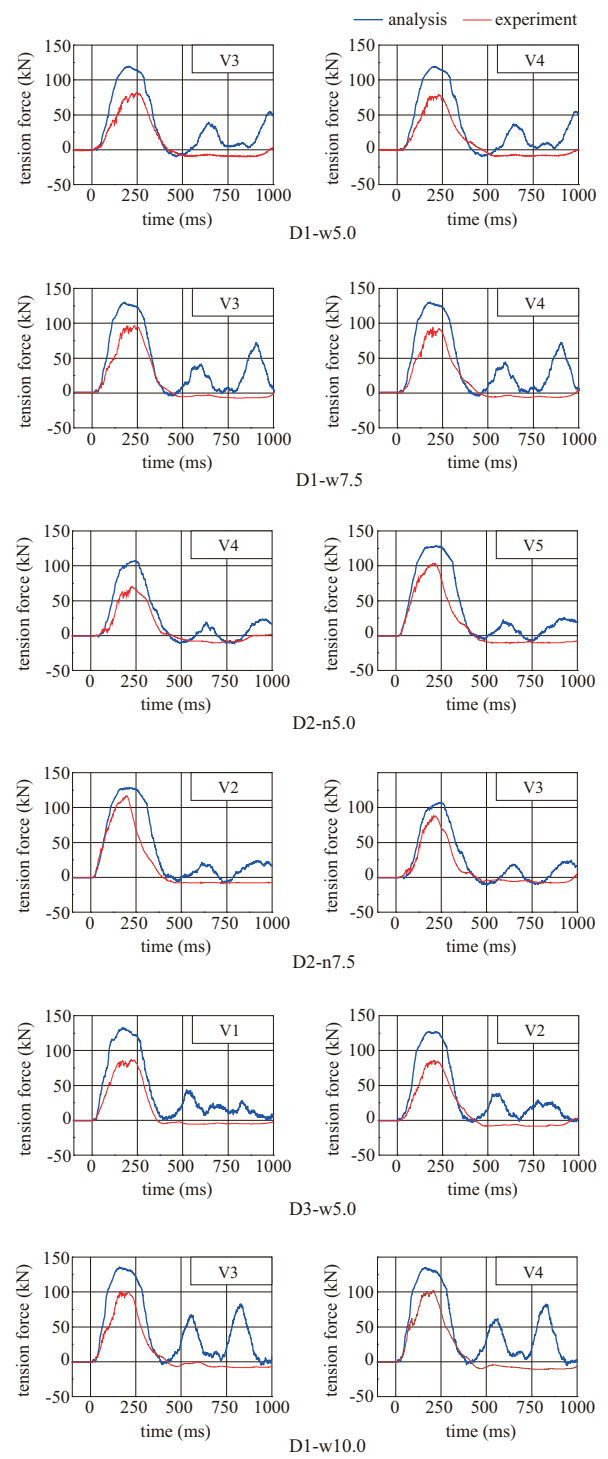 analysis experiment
V3 V4
tension force (kN) 150 100 50 0 -50 tension force (kN) 150 100 50 0 -50
0 250 500 750 1000 0 250 500 750 1000
time (ms) time (ms)
D1-w5.0
V3 V4
tension force (kN) 150 100 50 0 -50 tension force (kN) 150 100 50 0 -50
0 250 500 750 1000 0 250 500 750 1000
time (ms) time (ms)
D1-w7.5
V4 V5
tension force (kN) 150 100 50 0 -50 tension force (kN) 150 100 50 0 -50
0 250 500 750 1000 0 250 500 750 1000
time (ms) time (ms)
D2-n5.0
V2 V3
tension force (kN) 150 100 50 0 -50 tension force (kN) 100 50 0 -50
0 250 500 750 1000 0 250 500 750 1000
time (ms) time (ms)
D2-n7.5
V1 V2
tension force (kN) 150 100 50 0 -50 tension force (kN) 150 100 50 0 -50
0 250 500 750 1000 0 250 500 750 1000
time (ms) time (ms)
D3-w5.0
V3 V4
tension force (kN) 150 100 50 0 -50 tension force (kN) 150 100 50 0 -50
0 250 500 750 1000 0 250 500 750 1000
time (ms) time (ms)
D1-w10.0